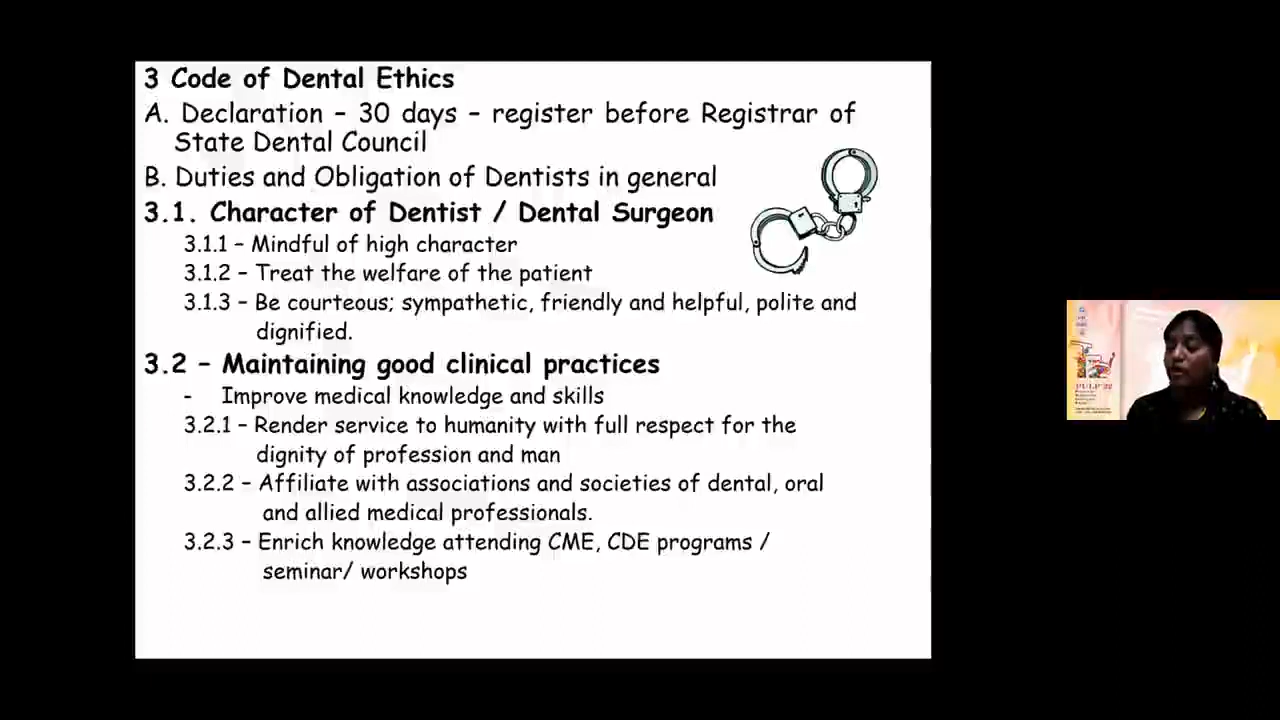 3 Code of Dental Ethics
A. Declaration – 30 days – register before Registrar of
State Dental Council
B. Duties and Obligation of Dentists in general
3.1. Character of Dentist / Dental Surgeon
3.1.1 – Mindful of high character
3.1.2 – Treat the welfare of the patient
3.1.3 – Be courteous; sympathetic, friendly and helpful, polite and
dignified.
3.2 – Maintaining good clinical practices
- Improve medical knowledge and skills
3.2.1 – Render service to humanity with full respect for the
dignity of profession and man
3.2.2 – Affiliate with associations and societies of dental, oral
and allied medical professionals.
3.2.3 – Enrich knowledge attending CME, CDE programs /
seminar/ workshops